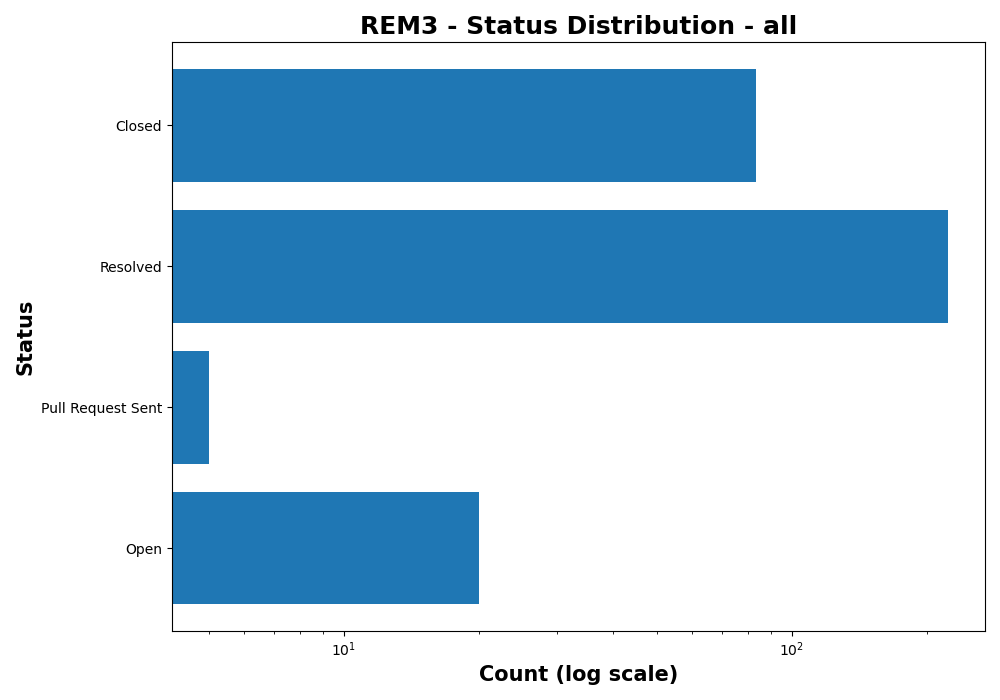 REM3 - Status Distribution - all
Closed
Resolved
Pull Request Sent
Open
Status
10¹
10²
Count (log scale)